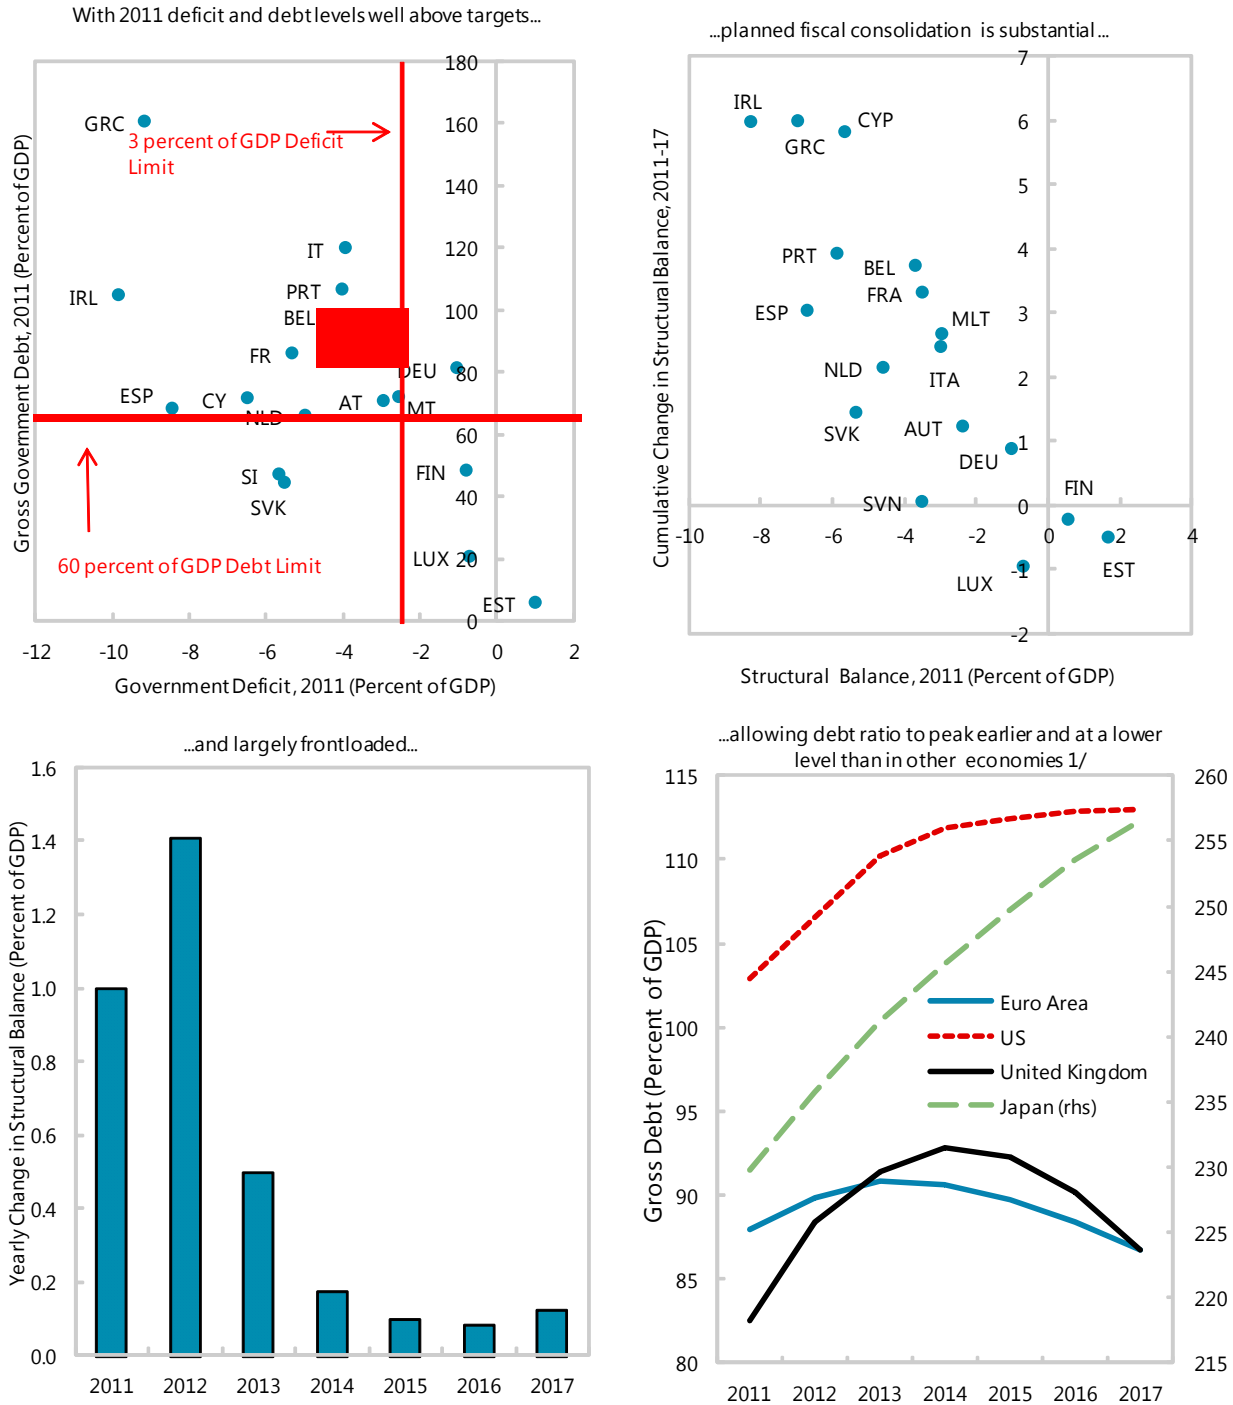 With 2011 deficit and debt levels well above targets...
180
160
140
120
100
80
60
40
20
0
GRC
3 percent of GDP Deficit
Limit
IT
IRL
PRT
BEL
FR
DEU
ESP
CY
NLD
AT
MT
SI
SVK
FIN
LUX
EST
60 percent of GDP Debt Limit
Gross Government Debt, 2011 (Percent of GDP)
-12 -10 -8 -6 -4 -2 0 2
Government Deficit, 2011 (Percent of GDP)
...planned fiscal consolidation is substantial...
7
6
5
4
3
2
1
0
-1
-2
IRL
GRC
CYP
PRT
BEL
FRA
ESP
MLT
ITA
NLD
SVK
AUT
DEU
SVN
FIN
LUX
EST
Cumulative Change in Structural Balance, 2011-17
-10 -8 -6 -4 -2 0 2 4
Structural Balance, 2011 (Percent of GDP)
...and largely frontloaded...
1.6
1.4
1.2
1.0
0.8
0.6
0.4
0.2
0.0
Yearly Change in Structural Balance (Percent of GDP)
2011 2012 2013 2014 2015 2016 2017
...allowing debt ratio to peak earlier and at a lower
level than in other economies 1/
115
110
105
100
95
90
85
80
Gross Debt (Percent of GDP)
260
255
250
245
240
235
230
225
220
215
Euro Area
US
United Kingdom
Japan (rhs)
2011 2012 2013 2014 2015 2016 2017